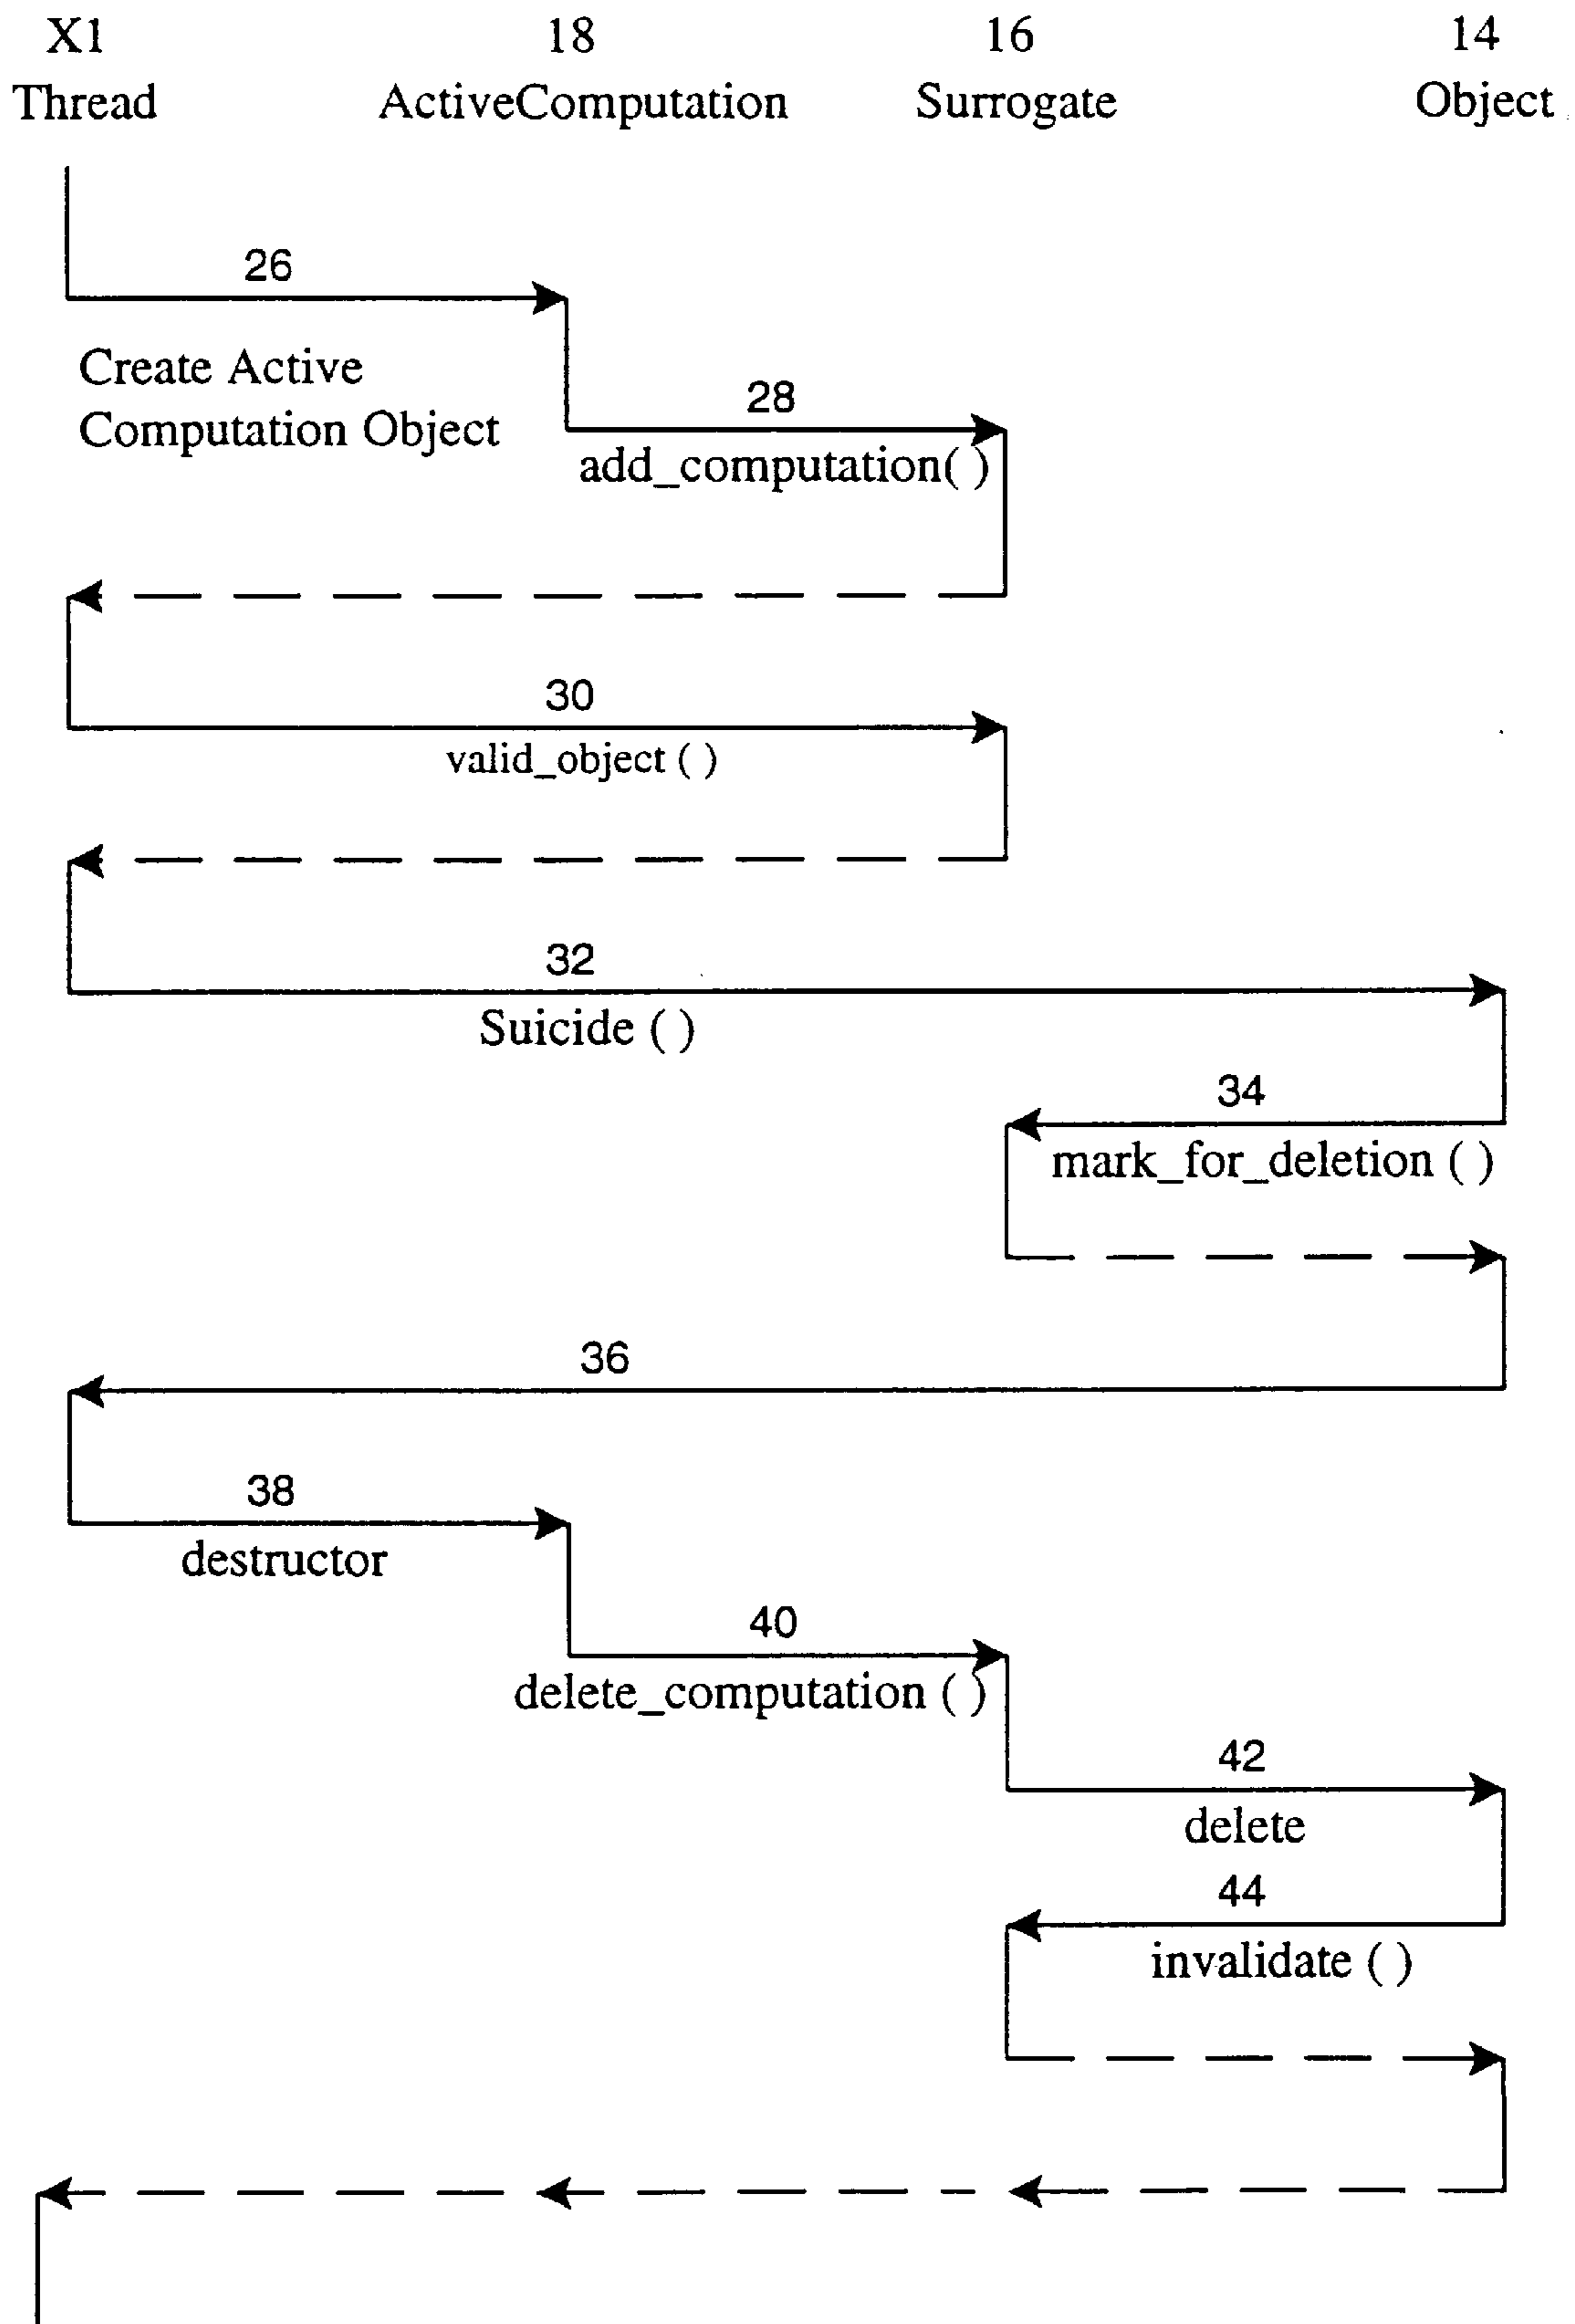 X1 18 16 14
Thread ActiveComputation Surrogate Object
26
Create Active
Computation Object
28
add_computation( )
30
valid_object ( )
32
Suicide ( )
34
mark_for_deletion ( )
36
38
destructor
40
delete_computation ( )
42
delete
44
invalidate ( )